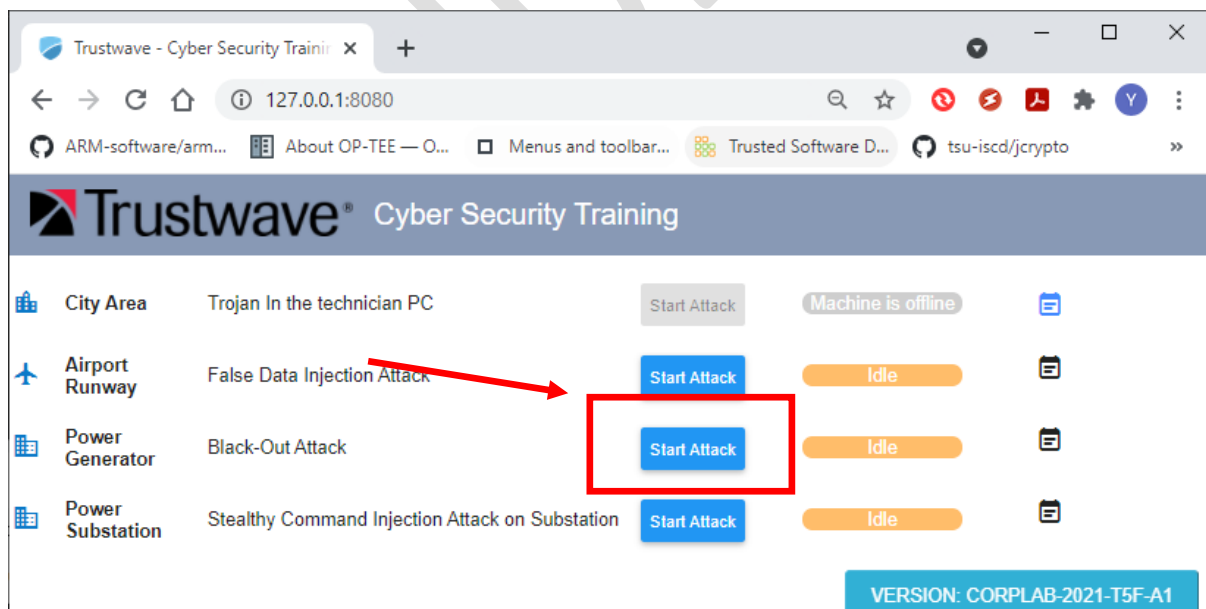 Trustwave - Cyber Security Trainin
127.0.0.1:8080
Y
ARM-software/arm... About OP-TEE — O... Menus and toolbar... Trusted Software D... tsu-iscd/jcrypto »
Trustwave® Cyber Security Training
City Area Trojan In the technician PC Start Attack Machine is offline
Airport
Runway False Data Injection Attack Start Attack Idle
Power
Generator Black-Out Attack Start Attack Idle
Power
Substation Stealthy Command Injection Attack on Substation Start Attack Idle
VERSION: CORPLAB-2021-T5F-A1